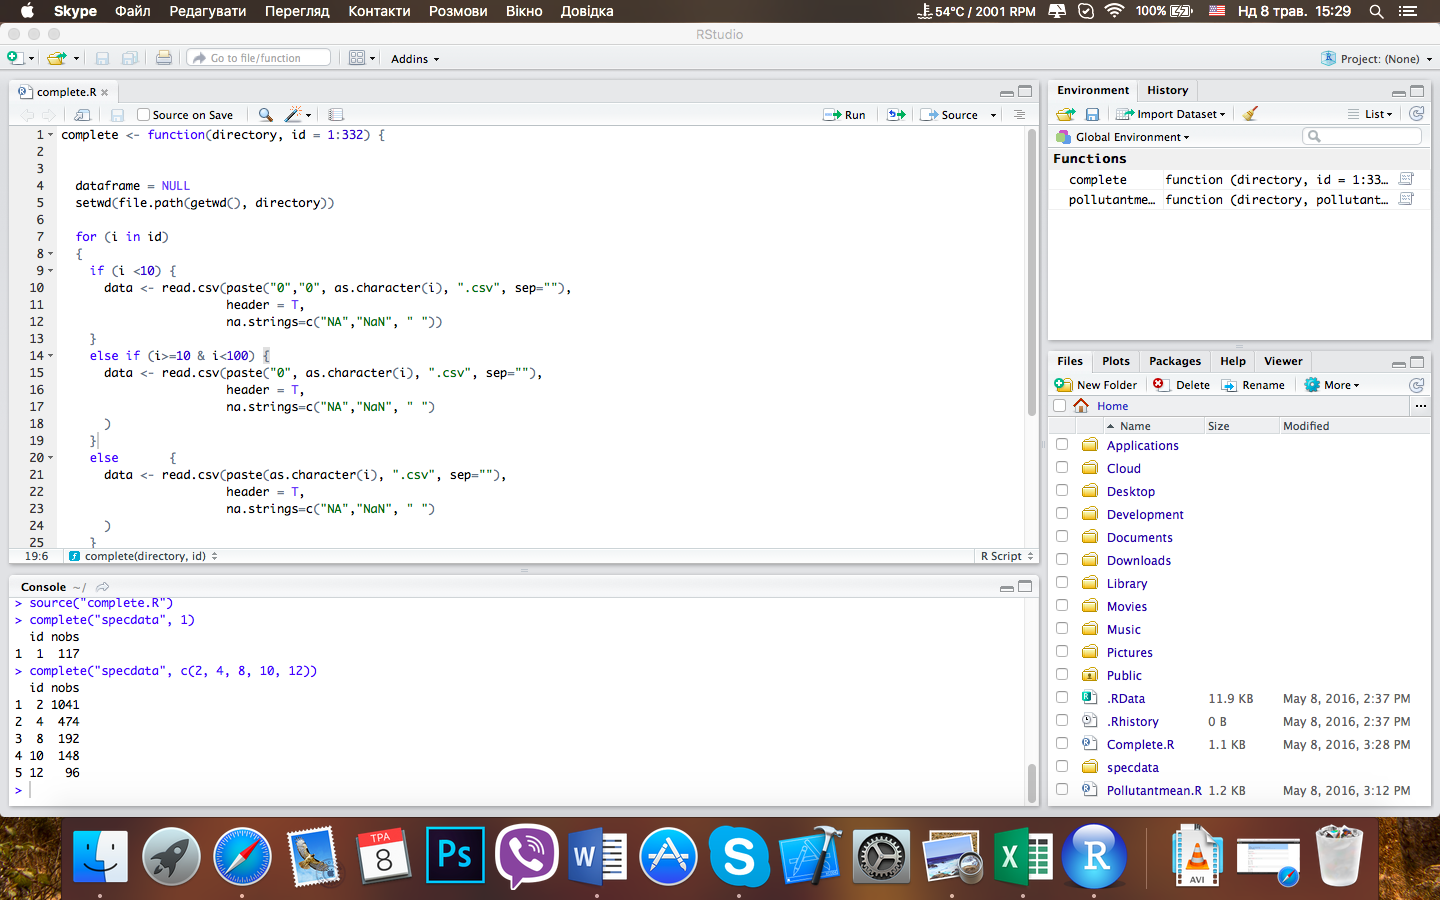 Skype Файл Редагувати Перегляд Контакти Розмови Вікно Довідка 54°C / 2001 RPM 100% Нд 8 трав. 15:29
RStudio
Go to file/function Addins Project: (None)
complete.R
Source on Save Run Source
1 complete <- function(directory, id = 1:332) {
2
3
4 dataframe = NULL
5 setwd(file.path(getwd(), directory))
6
7 for (i in id)
8 {
9 if (i <10) {
10 data <- read.csv(paste("0","0", as.character(i), ".csv", sep=""),
11 header = T,
12 na.strings=c("NA","NaN", " "))
13 }
14 else if (i>=10 & i<100) {
15 data <- read.csv(paste("0", as.character(i), ".csv", sep=""),
16 header = T,
17 na.strings=c("NA","NaN", " ")
18 )
19 }
20 else {
21 data <- read.csv(paste(as.character(i), ".csv", sep=""),
22 header = T,
23 na.strings=c("NA","NaN", " ")
24 )
25 }
19:6 complete(directory, id) R Script
Console ~/
> source("complete.R")
> complete("specdata", 1)
id nobs
1 1 117
> complete("specdata", c(2, 4, 8, 10, 12))
id nobs
1 2 1041
2 4 474
3 8 192
4 10 148
5 12 96
>
Environment History
Import Dataset List
Global Environment
Functions
complete function (directory, id = 1:33…
pollutantme… function (directory, pollutant…
Files Plots Packages Help Viewer
New Folder Delete Rename More
Home ...
Name Size Modified
Applications
Cloud
Desktop
Development
Documents
Downloads
Library
Movies
Music
Pictures
Public
.RData 11.9 KB May 8, 2016, 2:37 PM
.Rhistory 0 B May 8, 2016, 2:37 PM
Complete.R 1.1 KB May 8, 2016, 3:28 PM
specdata
Pollutantmean.R 1.2 KB May 8, 2016, 3:12 PM
ТРА
8
Ps
W
S
X
R
AVI